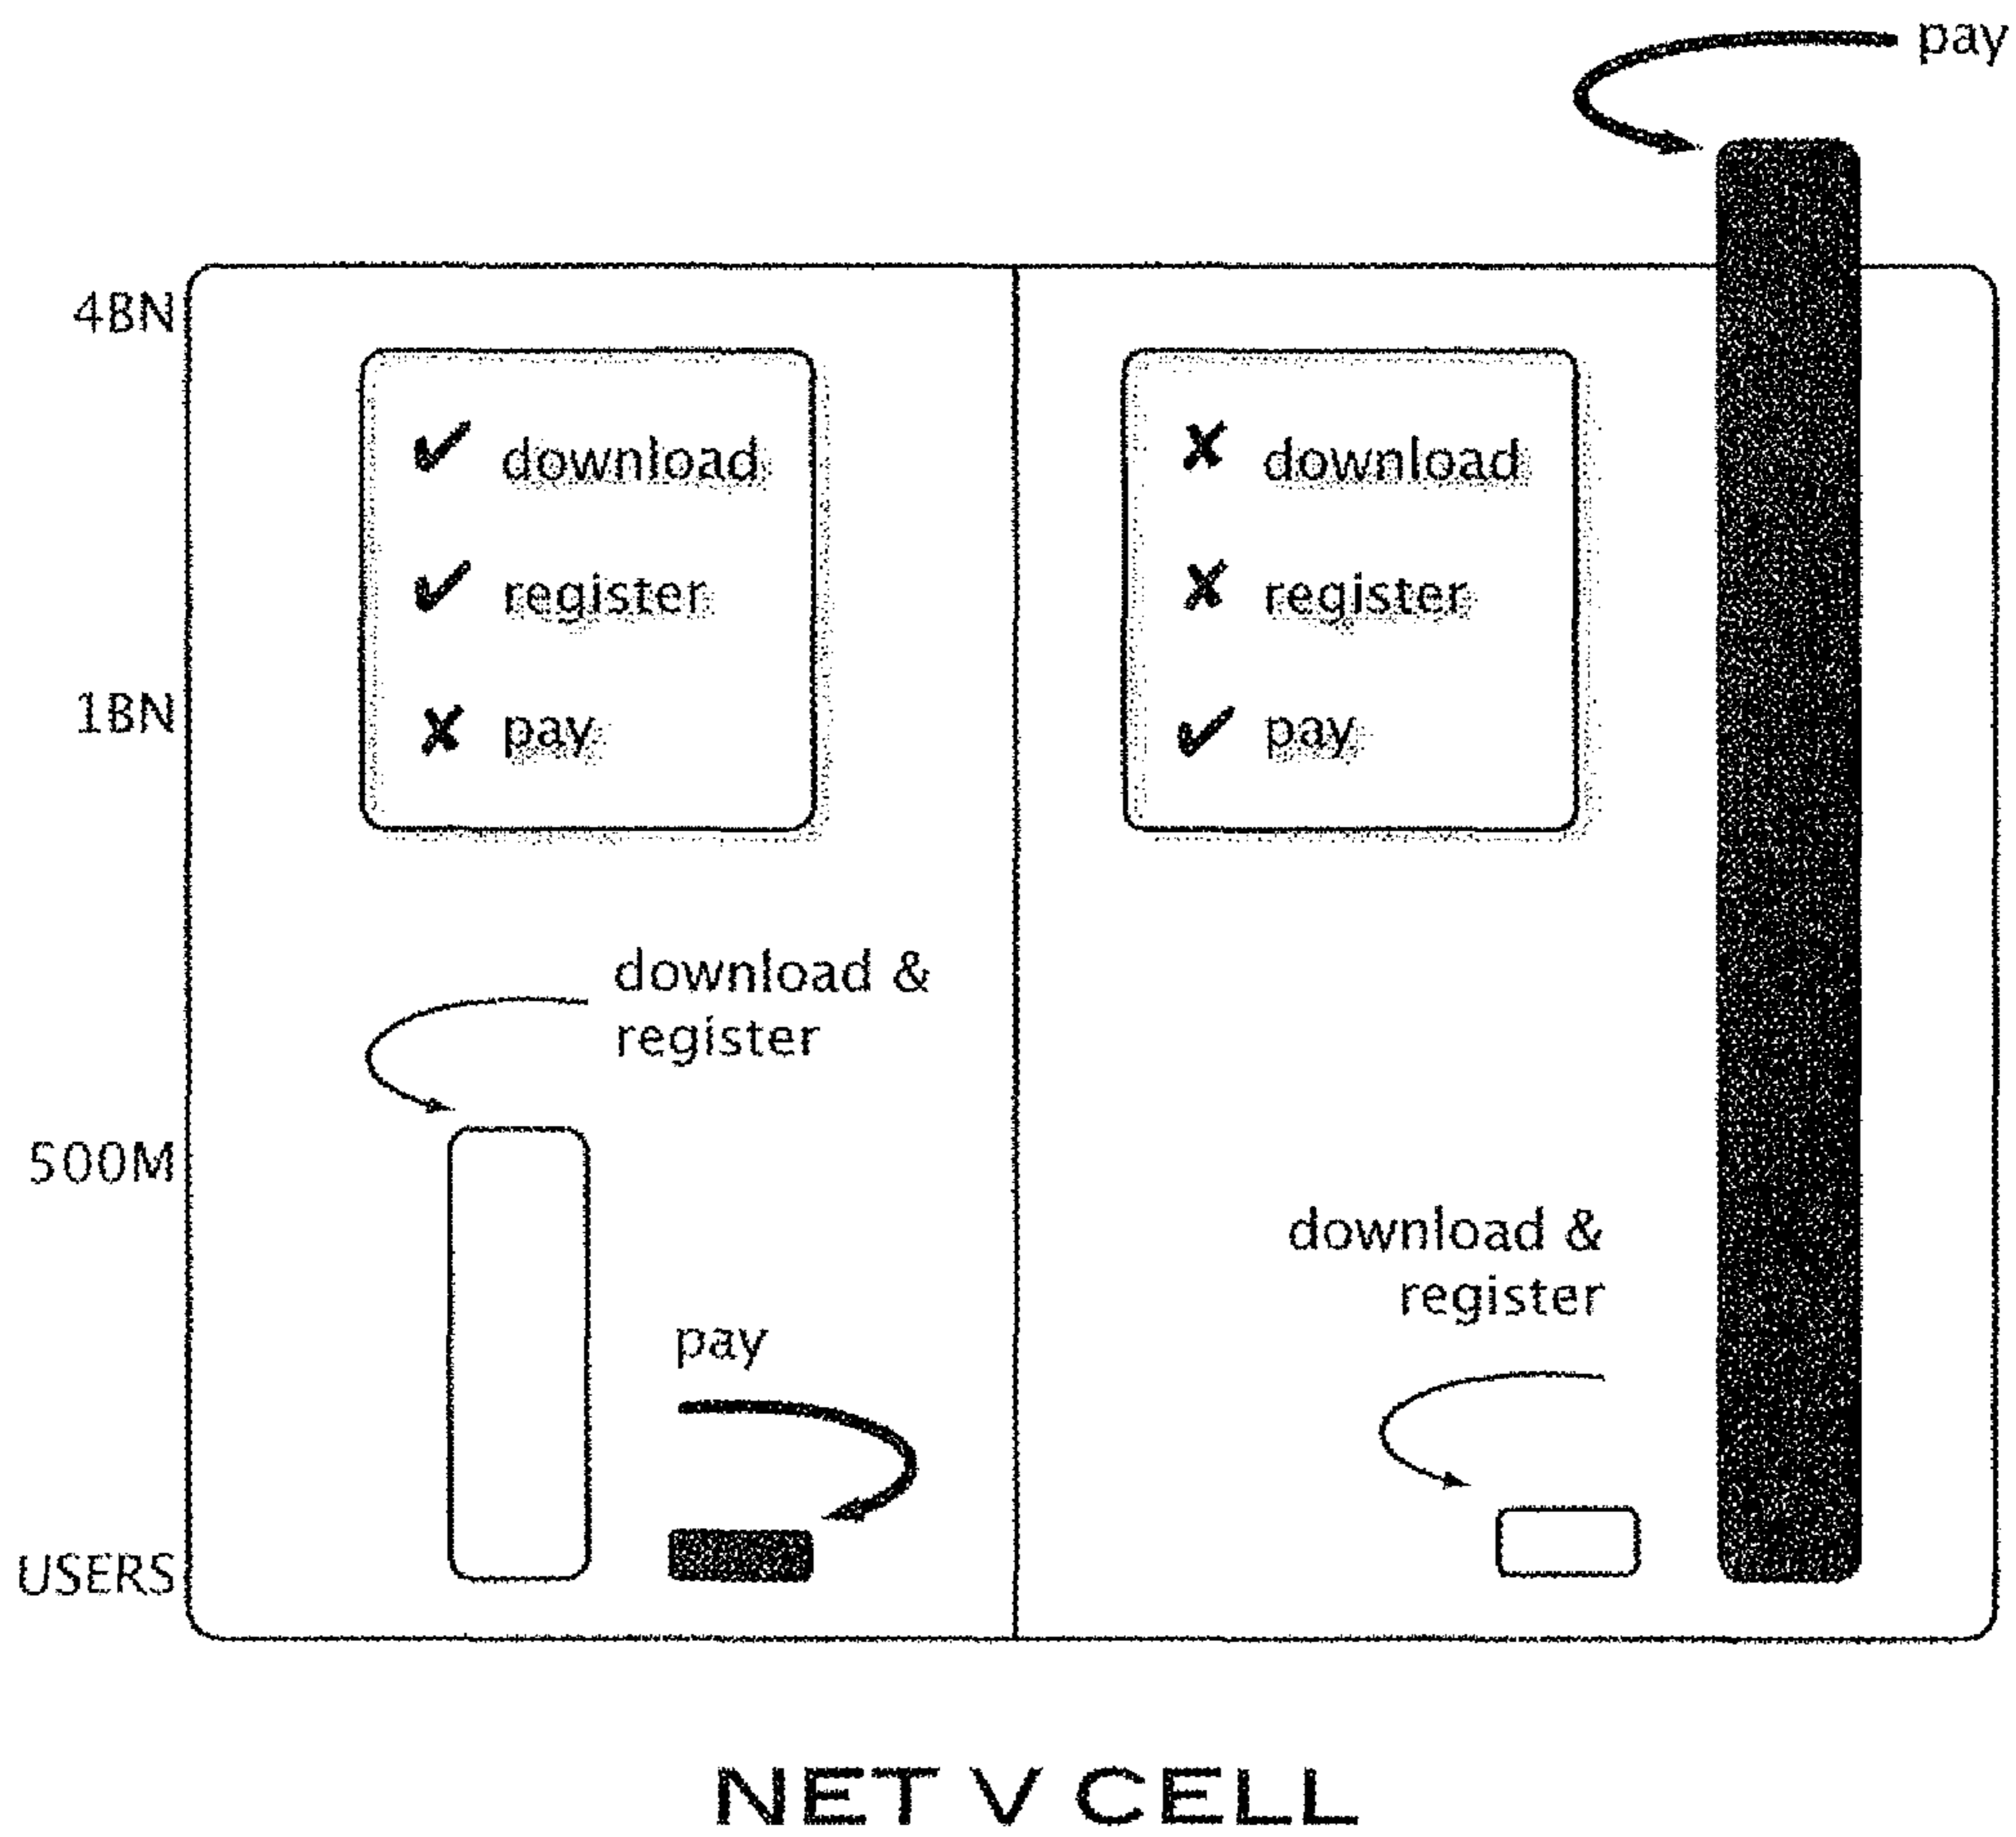 pay
4BN
✔ download
✔ register
✘ pay
✘ download
✘ register
✔ pay
1BN
download &
register
500M
pay
download &
register
USERS
NET V CELL